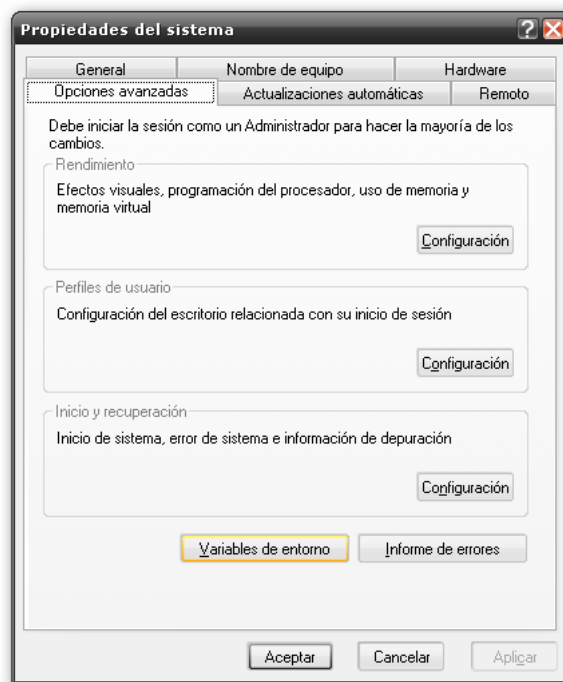 Propiedades del sistema
General
Nombre de equipo
Hardware
Opciones avanzadas
Actualizaciones automáticas
Remoto
Debe iniciar la sesión como un Administrador para hacer la mayoría de los
cambios.
Rendimiento
Efectos visuales, programación del procesador, uso de memoria y
memoria virtual
Configuración
Perfiles de usuario
Configuración del escritorio relacionada con su inicio de sesión
Configuración
Inicio y recuperación
Inicio de sistema, error de sistema e información de depuración
Configuración
Variables de entorno
Informe de errores
Aceptar
Cancelar
Aplicar